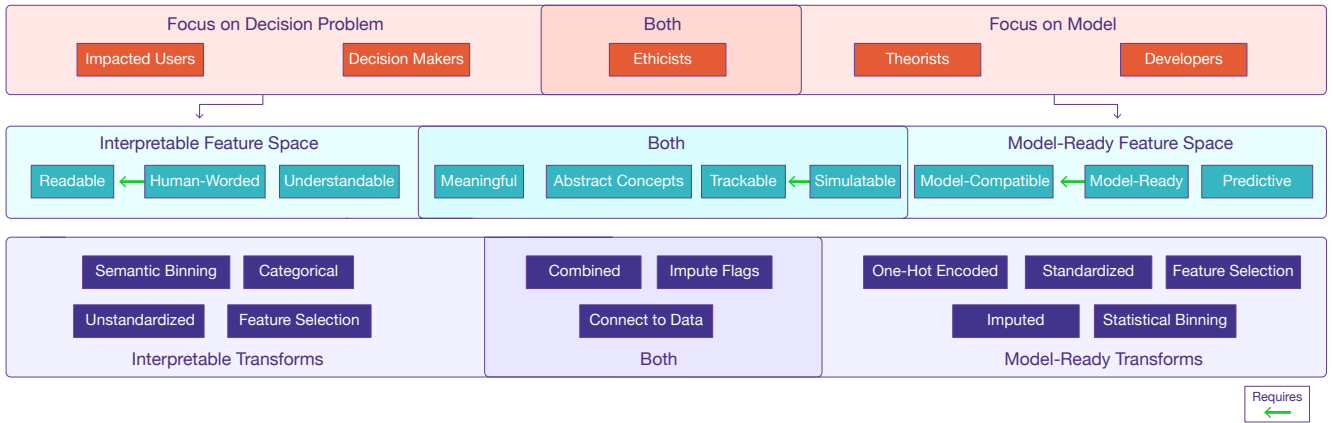 Focus on Decision Problem
Both
Focus on Model
Impacted Users
Decision Makers
Ethicists
Theorists
Developers
Interpretable Feature Space
Both
Model-Ready Feature Space
Readable
Human-Worded
Understandable
Meaningful
Abstract Concepts
Trackable
Simulatable
Model-Compatible
Model-Ready
Predictive
Semantic Binning
Categorical
Combined
Impute Flags
One-Hot Encoded
Standardized
Feature Selection
Unstandardized
Feature Selection
Connect to Data
Imputed
Statistical Binning
Interpretable Transforms
Both
Model-Ready Transforms
Requires